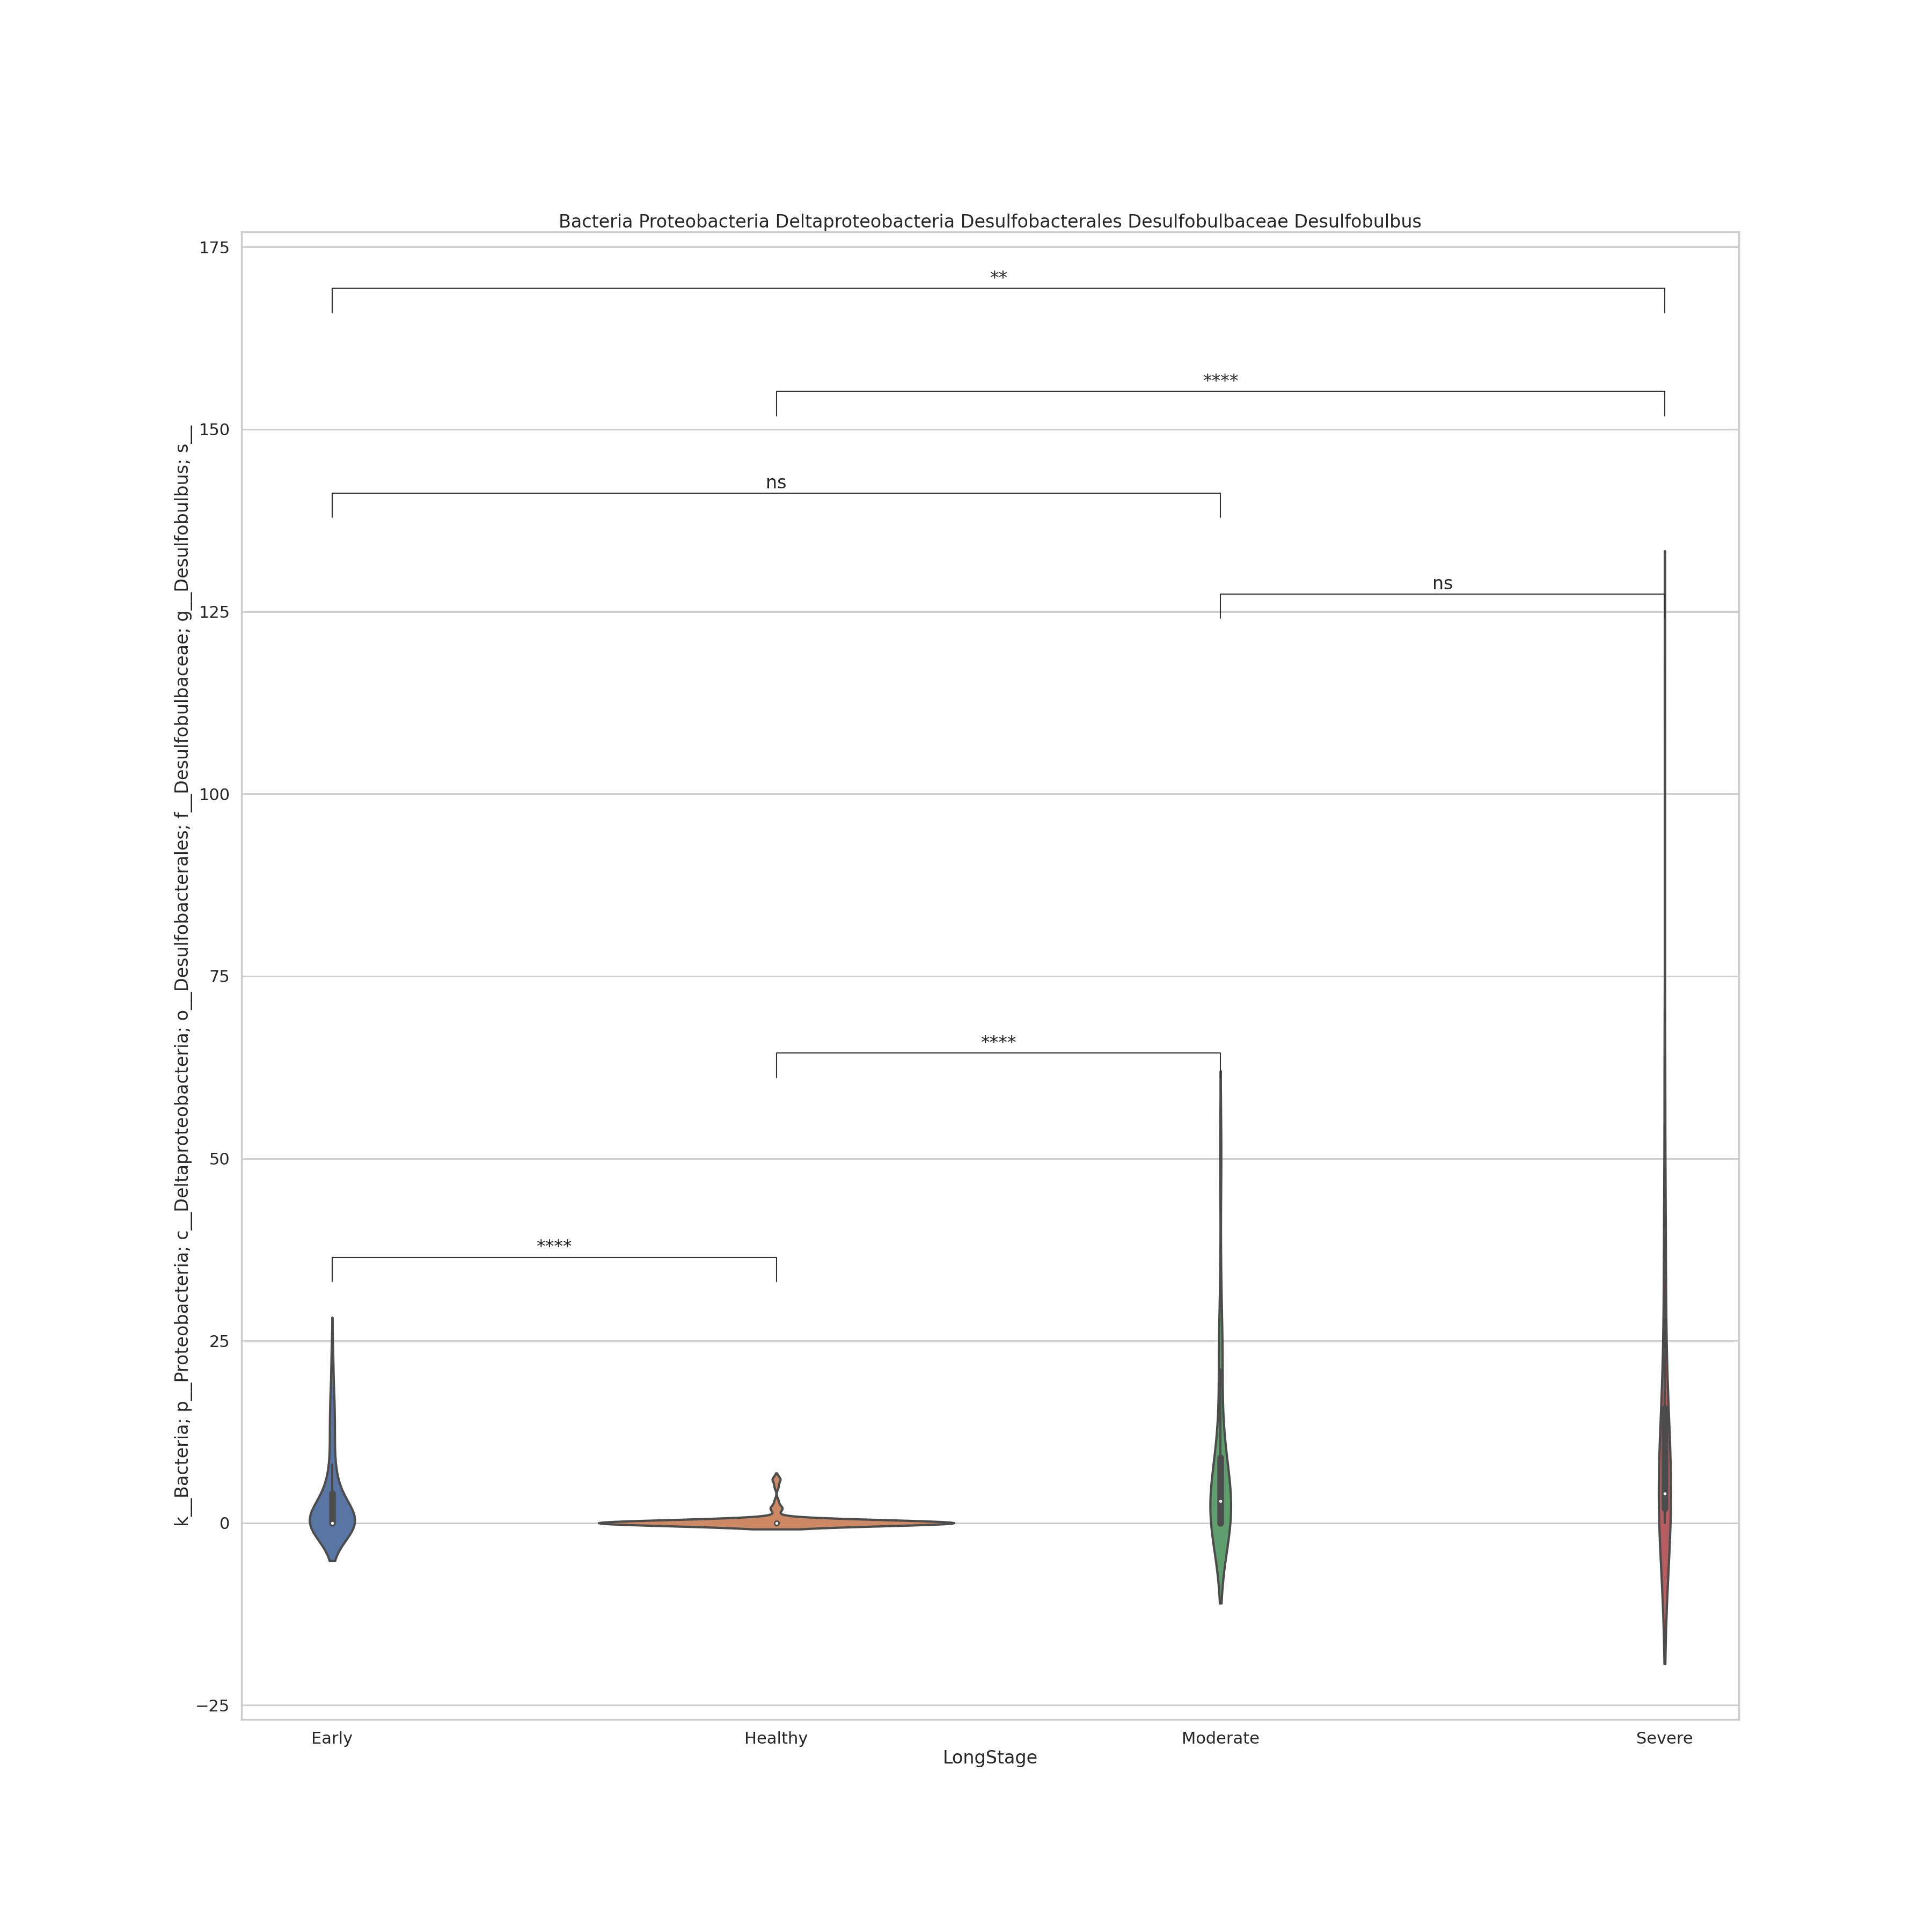 Bacteria Proteobacteria Deltaproteobacteria Desulfobacterales Desulfobulbaceae Desulfobulbus
k__Bacteria; p__Proteobacteria; c__Deltaproteobacteria; o__Desulfobacterales; f__Desulfobulbaceae; g__Desulfobulbus; s__
175
150
125
100
75
50
25
0
−25
**
****
ns
ns
****
****
Early
Healthy
Moderate
Severe
LongStage